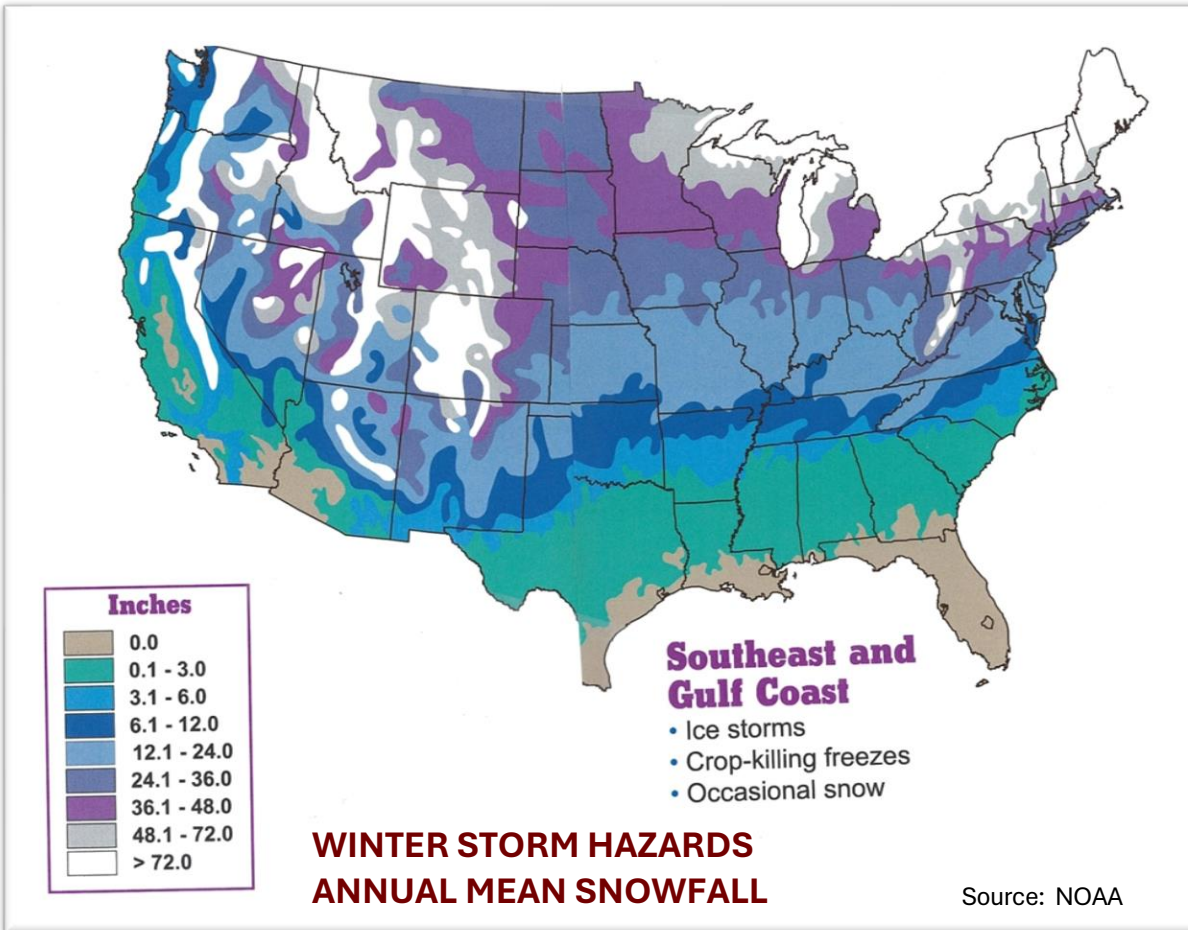 Inches
0.0
0.1 - 3.0
3.1 - 6.0
6.1 - 12.0
12.1 - 24.0
24.1 - 36.0
36.1 - 48.0
48.1 - 72.0
> 72.0
Southeast and
Gulf Coast
• Ice storms
• Crop-killing freezes
• Occasional snow
WINTER STORM HAZARDS
ANNUAL MEAN SNOWFALL
Source: NOAA